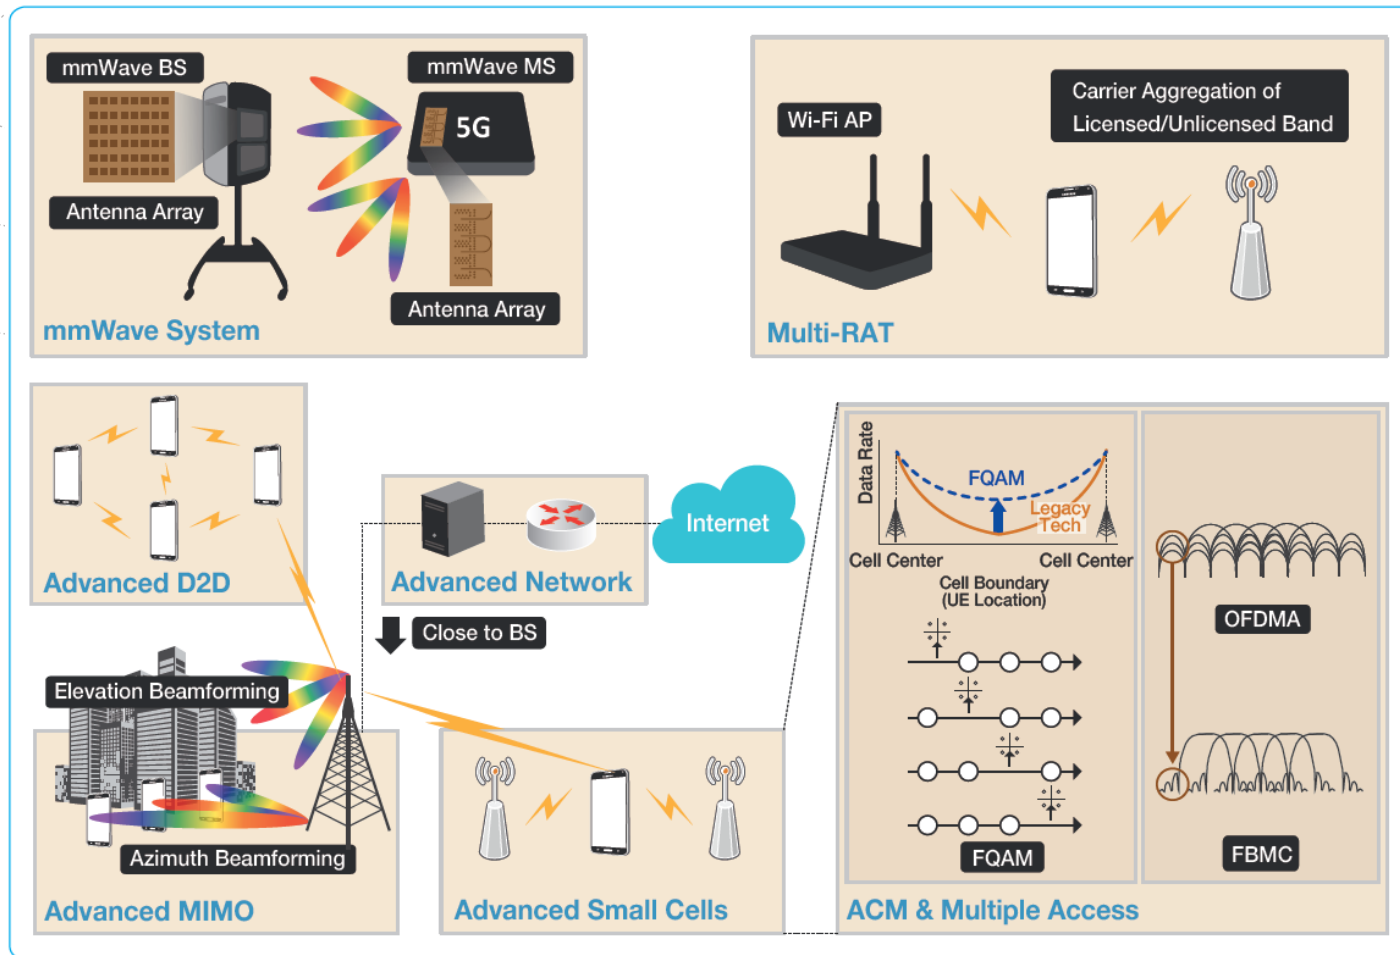 mmWave BS
mmWave MS
5G
Antenna Array
Antenna Array
mmWave System
Wi-Fi AP
Carrier Aggregation of
Licensed/Unlicensed Band
Multi-RAT
Advanced D2D
Internet
Advanced Network
Close to BS
Elevation Beamforming
Azimuth Beamforming
Advanced MIMO
Advanced Small Cells
Data Rate
FQAM
Legacy
Tech
Cell Center
Cell Center
Cell Boundary
(UE Location)
FQAM
OFDMA
FBMC
ACM & Multiple Access